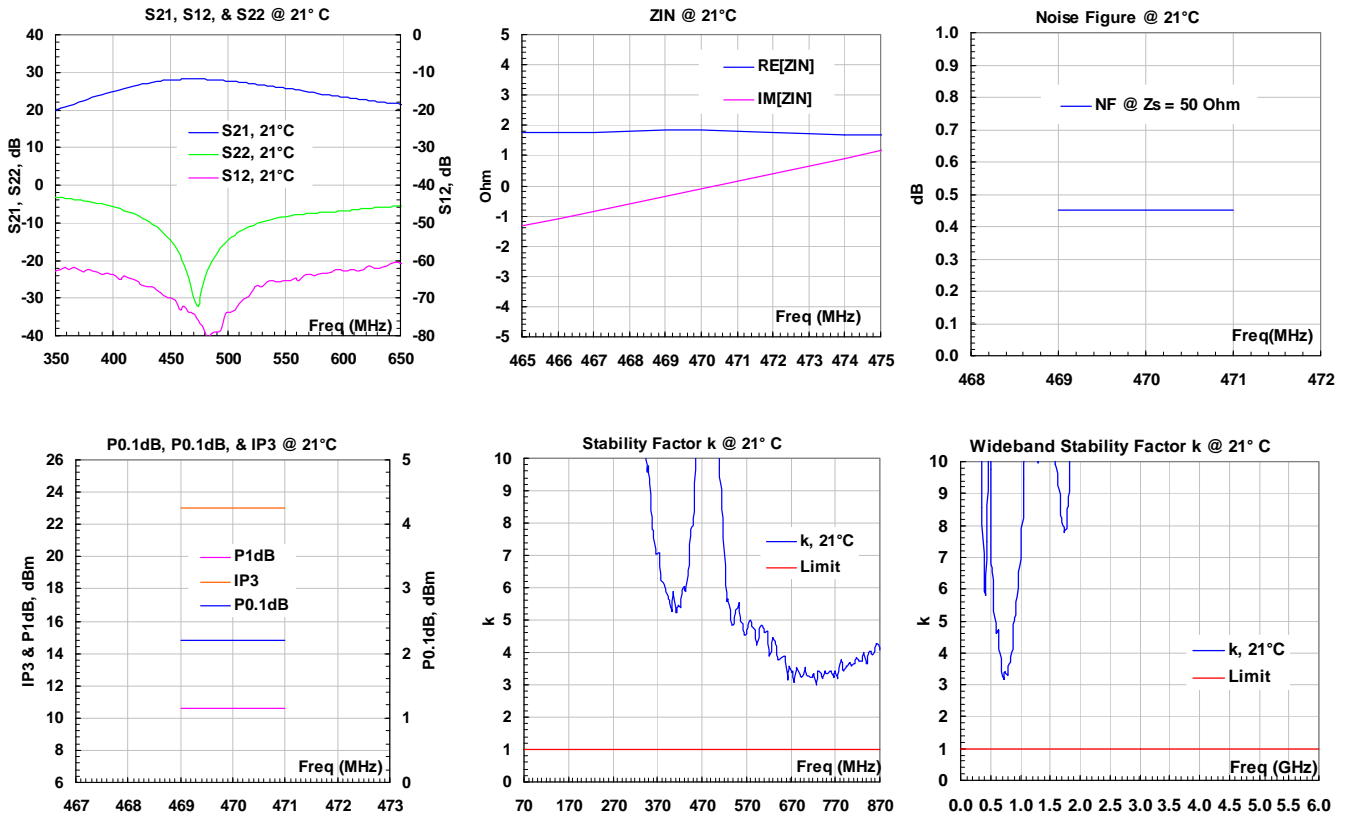 S21, S12, & S22 @ 21° C
40
30
20
10
0
-10
-20
-30
-40
0
-10
-20
-30
-40
-50
-60
-70
-80
S21, S22, dB
S12, dB
S21, 21°C
S22, 21°C
S12, 21°C
Freq (MHz)
350 400 450 500 550 600 650
ZIN @ 21°C
5
4
3
2
1
0
-1
-2
-3
-4
-5
Ohm
RE[ZIN]
IM[ZIN]
Freq (MHz)
465 466 467 468 469 470 471 472 473 474 475
Noise Figure @ 21°C
1.0
0.9
0.8
0.7
0.6
0.5
0.4
0.3
0.2
0.1
0.0
dB
NF @ Zs = 50 Ohm
Freq(MHz)
468 469 470 471 472
P0.1dB, P0.1dB, & IP3 @ 21°C
26
24
22
20
18
16
14
12
10
8
6
5
4
3
2
1
0
IP3 & P1dB, dBm
P0.1dB, dBm
P1dB
IP3
P0.1dB
Freq (MHz)
467 468 469 470 471 472 473
Stability Factor k @ 21° C
10
9
8
7
6
5
4
3
2
1
0
k
k, 21°C
Limit
Freq (MHz)
70 170 270 370 470 570 670 770 870
Wideband Stability Factor k @ 21° C
10
9
8
7
6
5
4
3
2
1
0
k
k, 21°C
Limit
Freq (GHz)
0.0 0.5 1.0 1.5 2.0 2.5 3.0 3.5 4.0 4.5 5.0 5.5 6.0